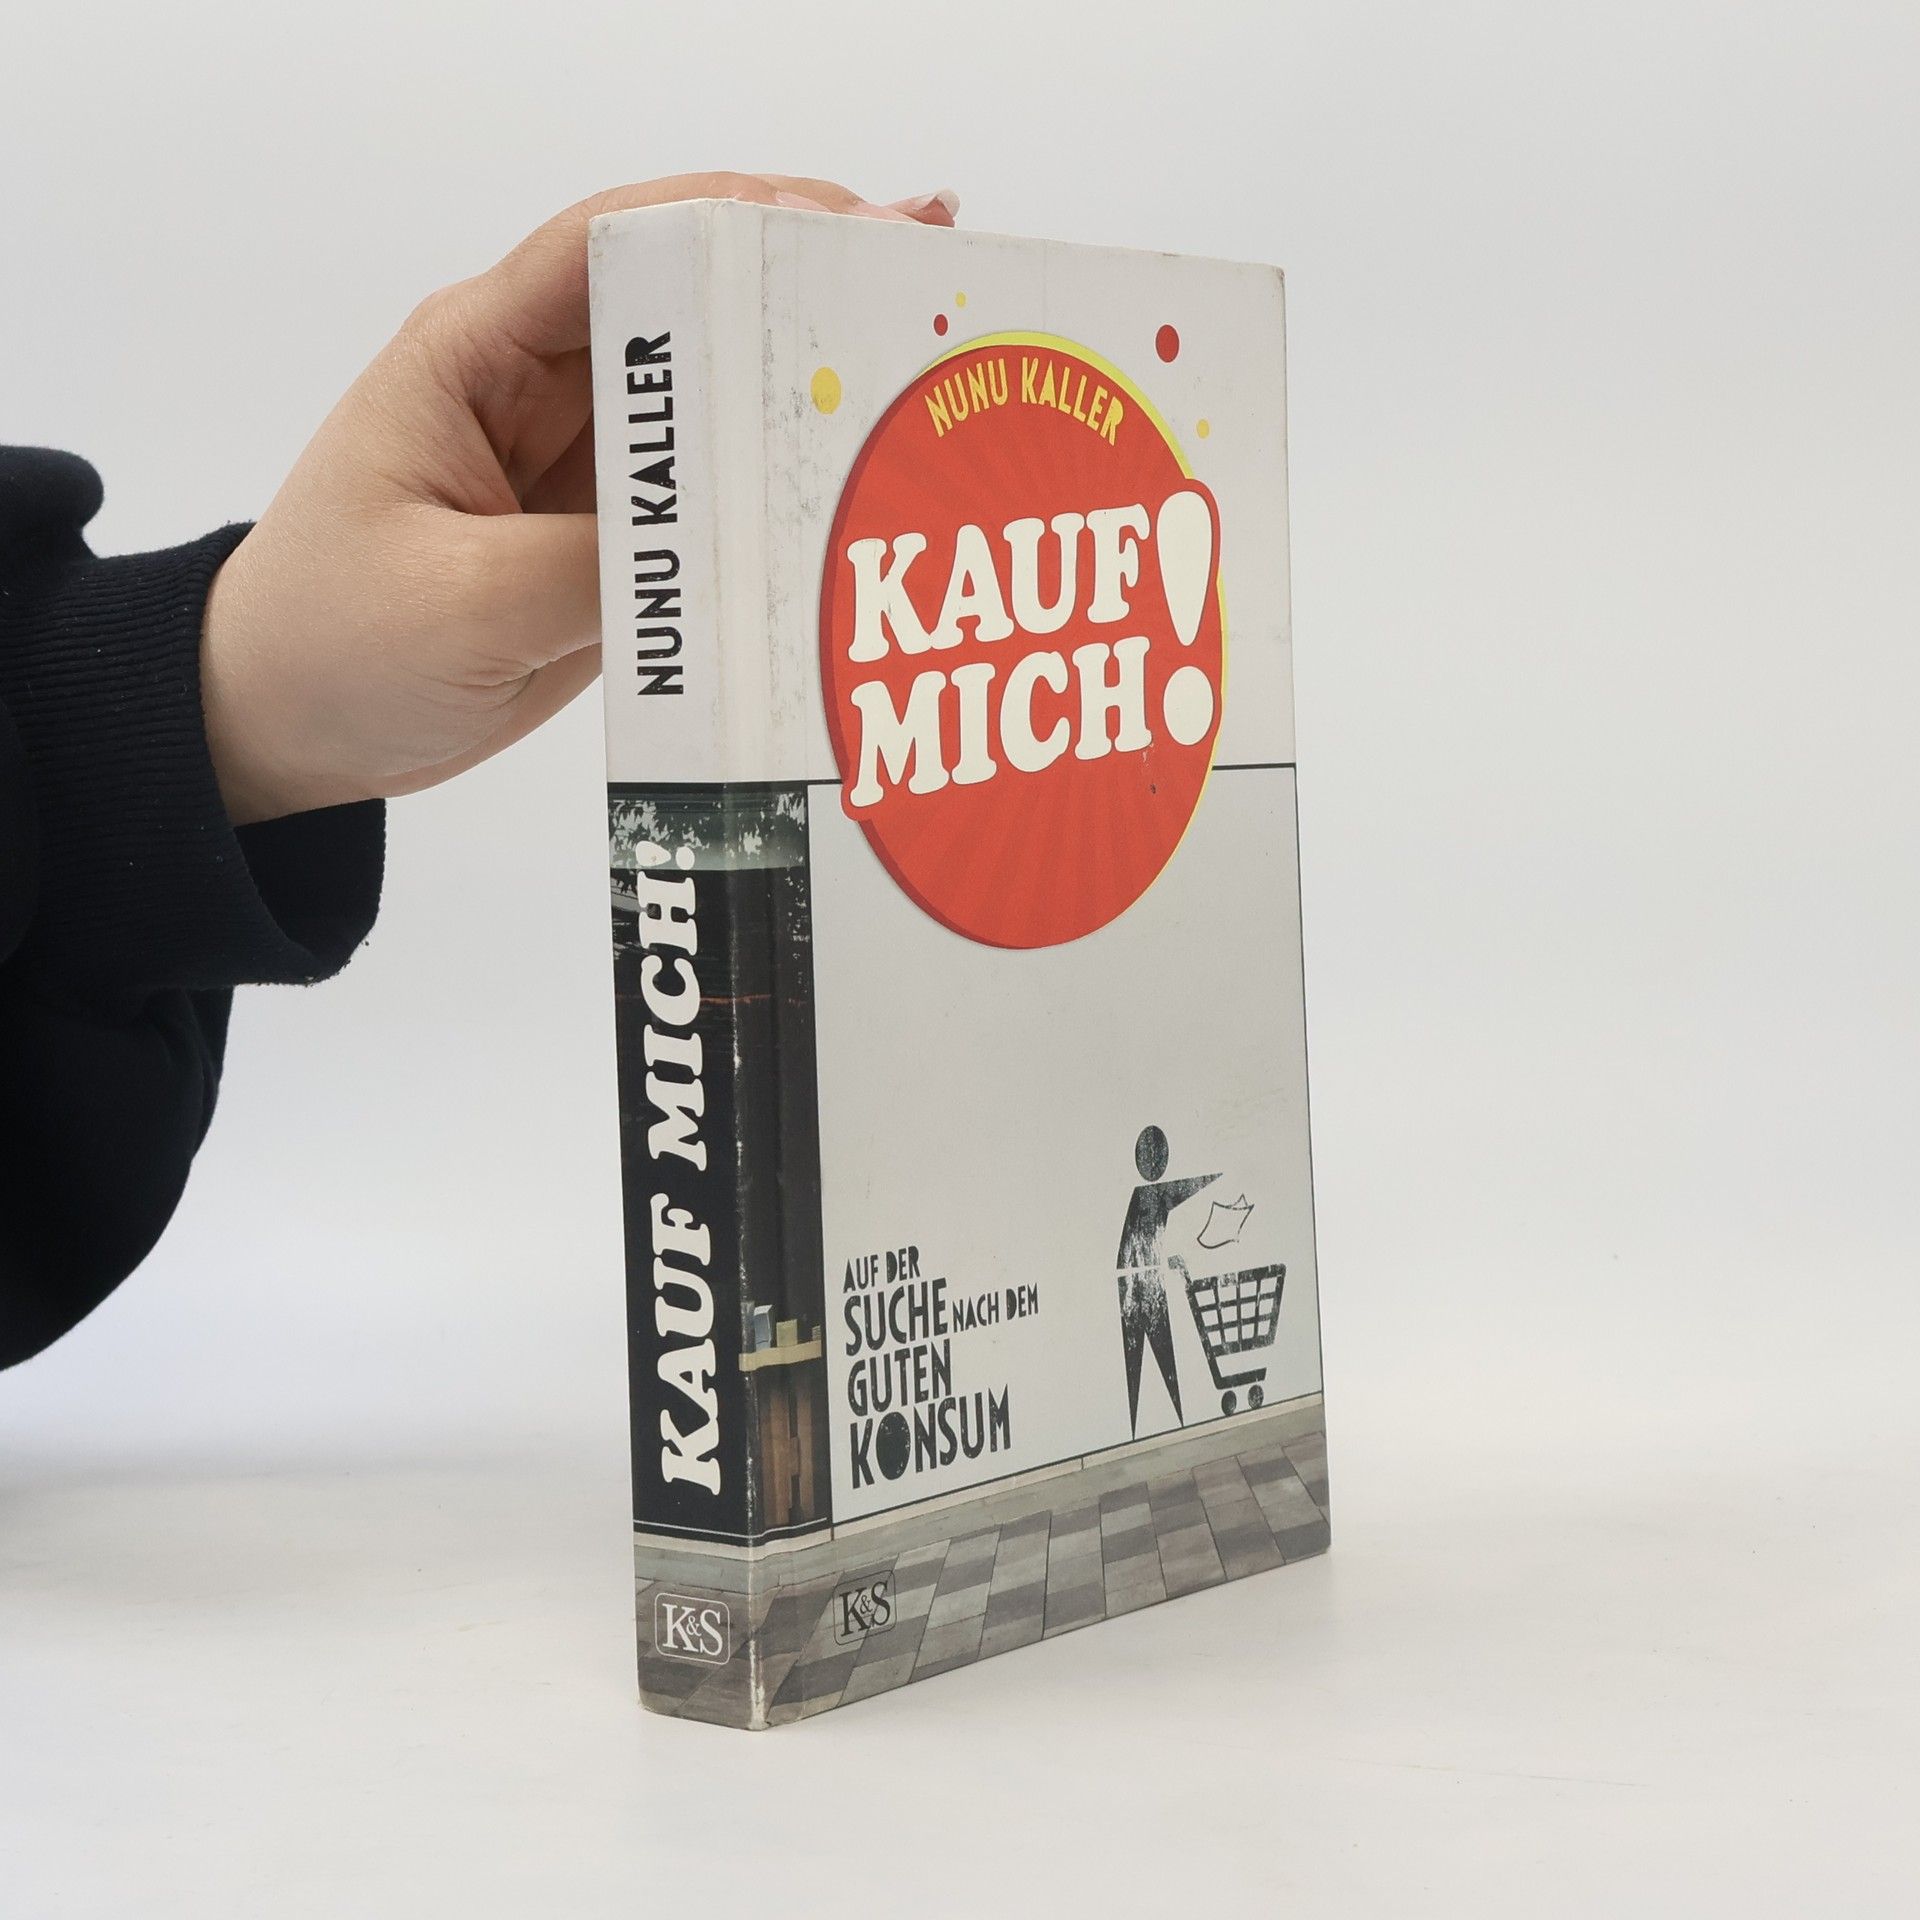 NUNU KALLER
KAUF MICH!
K&S
NUNU KALLER
KAUF
MICH!
AUF DER
SUCHE NACH DEM
GUTEN
KONSUM
K&S